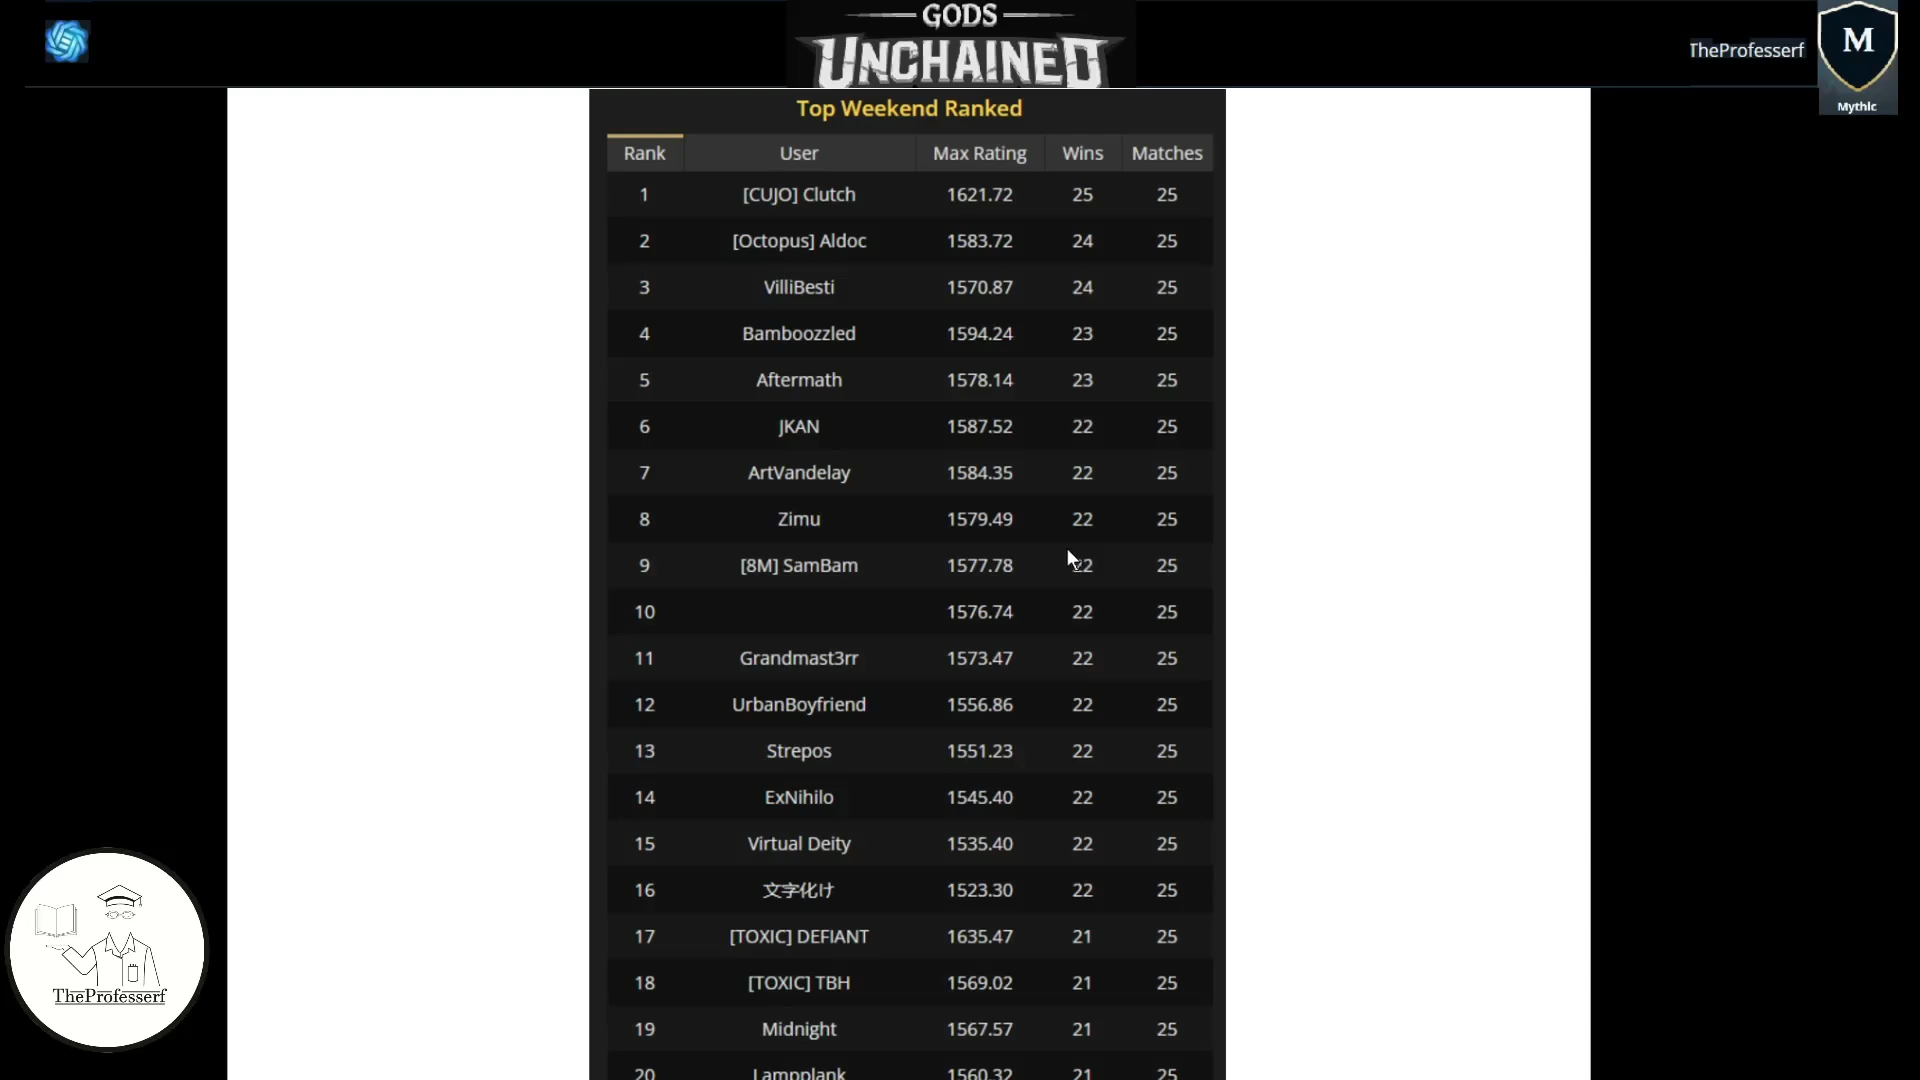 GODS
UNCHAINED
TheProfesserf
M
Mythic
Top Weekend Ranked
Rank User Max Rating Wins Matches
1 [CUJO] Clutch 1621.72 25 25
2 [Octopus] Aldoc 1583.72 24 25
3 VilliBesti 1570.87 24 25
4 Bamboozzled 1594.24 23 25
5 Aftermath 1578.14 23 25
6 JKAN 1587.52 22 25
7 ArtVandelay 1584.35 22 25
8 Zimu 1579.49 22 25
9 [8M] SamBam 1577.78 22 25
10 1576.74 22 25
11 Grandmast3rr 1573.47 22 25
12 UrbanBoyfriend 1556.86 22 25
13 Strepos 1551.23 22 25
14 ExNihilo 1545.40 22 25
15 Virtual Deity 1535.40 22 25
16 文字化け 1523.30 22 25
17 [TOXIC] DEFIANT 1635.47 21 25
18 [TOXIC] TBH 1569.02 21 25
19 Midnight 1567.57 21 25
20 Lampplank 1560.32 21 25
TheProfesserf